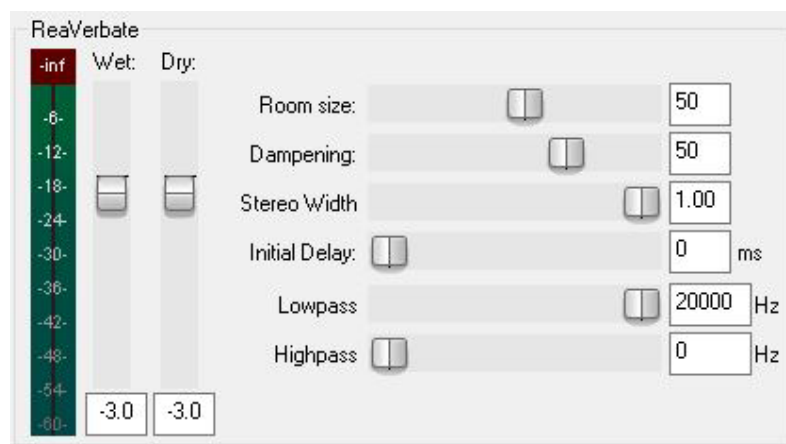 ReaVerbate
-inf Wet: Dry:
-6-
-12-
-18-
-24-
-30-
-36-
-42-
-48-
-54-
-60-
-3.0 -3.0
Room size: 50
Dampening: 50
Stereo Width 1.00
Initial Delay: 0 ms
Lowpass 20000 Hz
Highpass 0 Hz